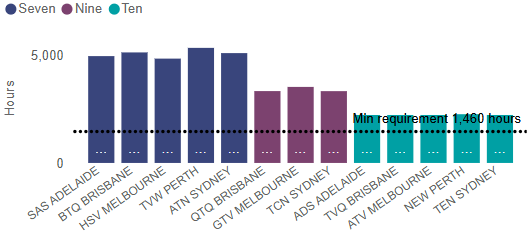 Seven Nine Ten
5,000
Hours
Min requirement 1,460 hours
... ... ... ... ... ... ... ... ... ... ... ... ...
0
SAS ADELAIDE
BTQ BRISBANE
HSV MELBOURNE
TVW PERTH
ATN SYDNEY
QTQ BRISBANE
GTV MELBOURNE
TCN SYDNEY
ADS ADELAIDE
TVQ BRISBANE
ATV MELBOURNE
NEW PERTH
TEN SYDNEY